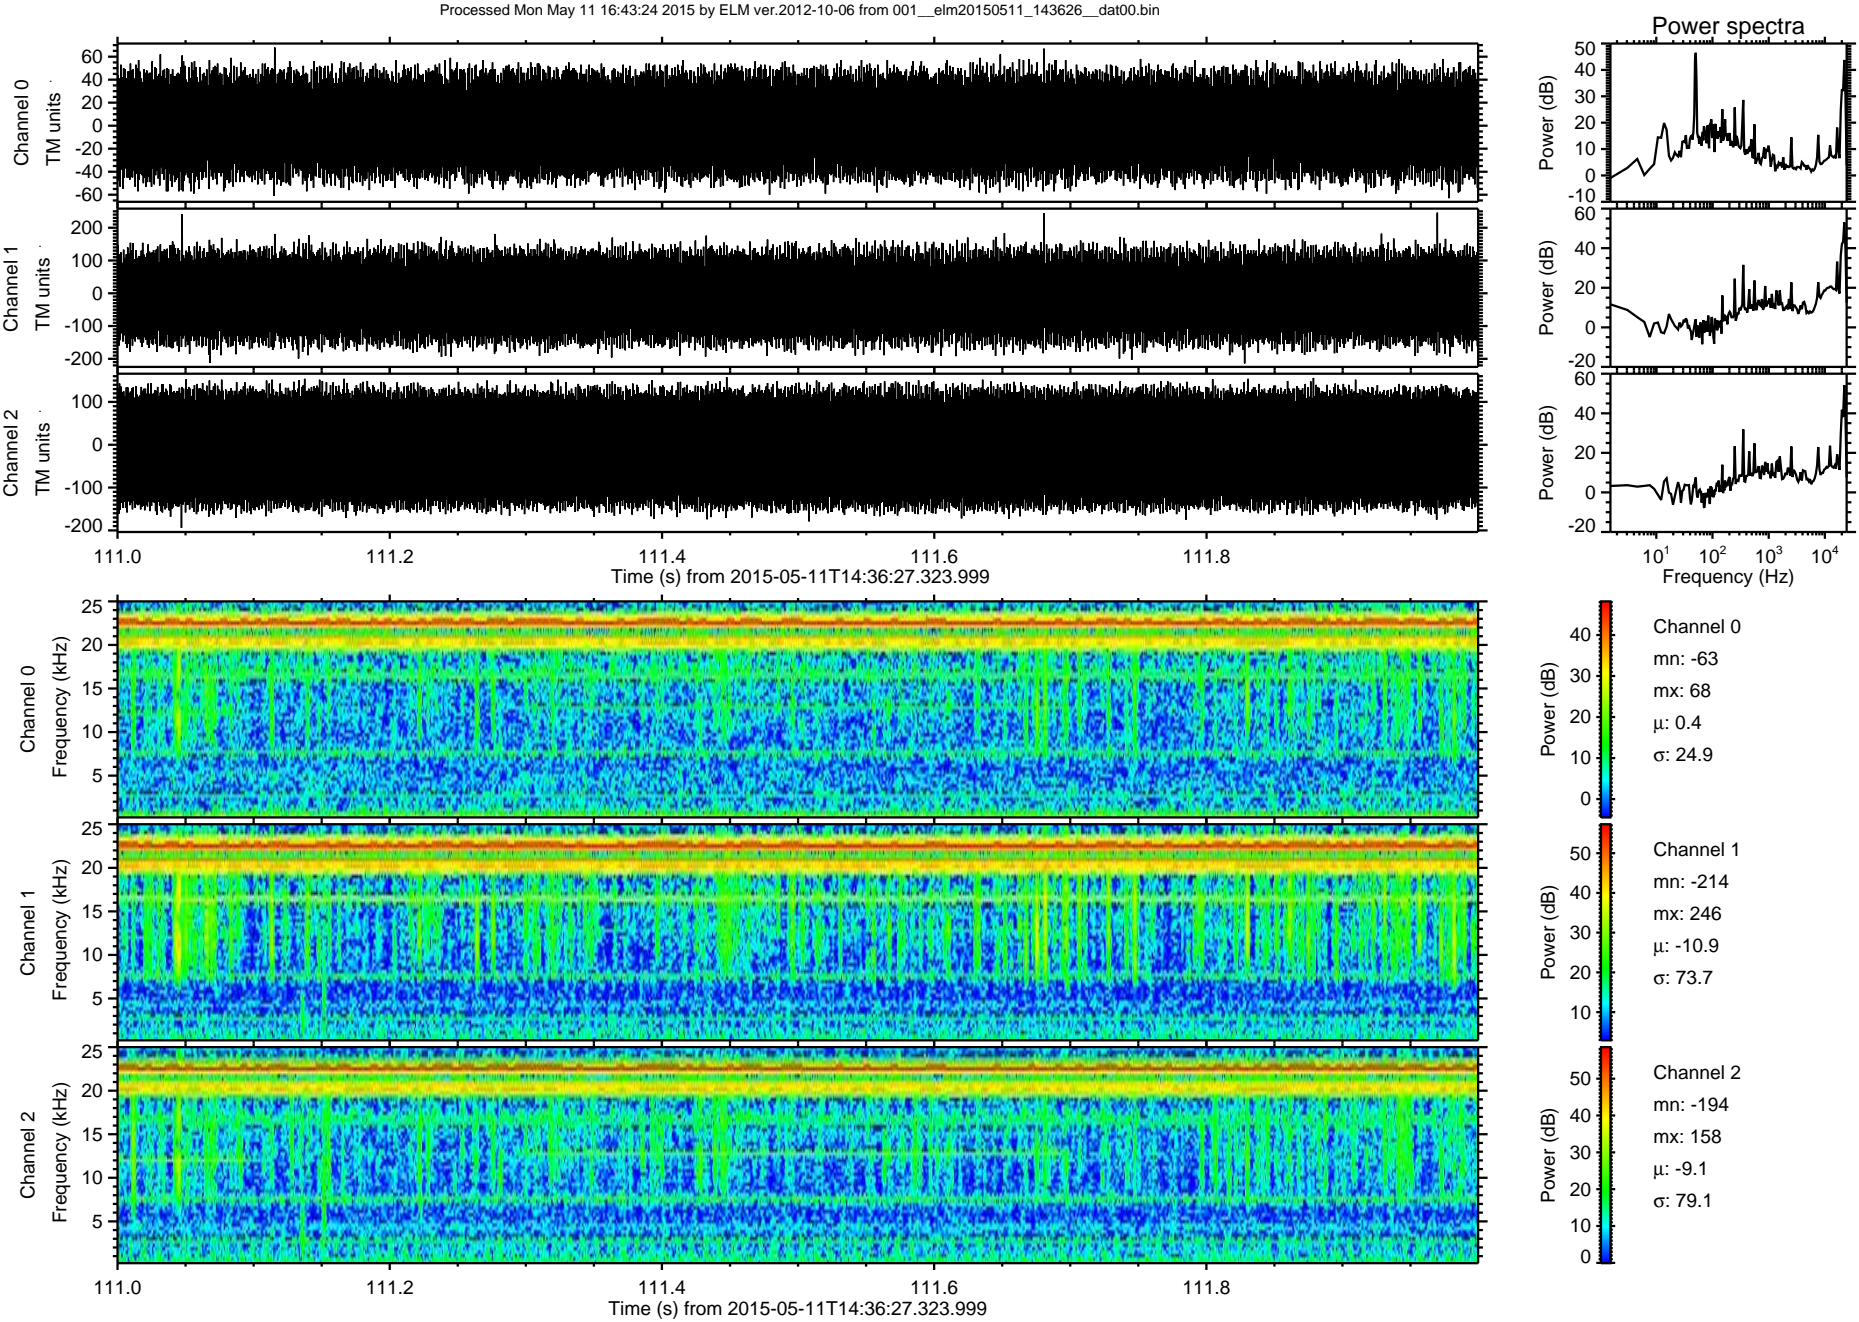 Processed Mon May 11 16:43:24 2015 by ELM ver.2012-10-06 from 001__elm20150511_143626__dat00.bin
Power spectra
Channel 0
TM units
60
40
20
0
-20
-40
-60
Power (dB)
50
40
30
20
10
0
-10
Channel 1
TM units
200
100
0
-100
-200
Power (dB)
60
40
20
0
-20
Channel 2
TM units
100
0
-100
-200
Power (dB)
60
40
20
0
-20
111.0 111.2 111.4 111.6 111.8
Time (s) from 2015-05-11T14:36:27.323.999
10¹ 10² 10³ 10⁴
Frequency (Hz)
Channel 0
Frequency (kHz)
25
20
15
10
5
Power (dB)
40
30
20
10
0
Channel 0
mn: -63
mx: 68
μ: 0.4
σ: 24.9
Channel 1
Frequency (kHz)
25
20
15
10
5
Power (dB)
50
40
30
20
10
Channel 1
mn: -214
mx: 246
μ: -10.9
σ: 73.7
Channel 2
Frequency (kHz)
25
20
15
10
5
Power (dB)
50
40
30
20
10
0
Channel 2
mn: -194
mx: 158
μ: -9.1
σ: 79.1
111.0 111.2 111.4 111.6 111.8
Time (s) from 2015-05-11T14:36:27.323.999